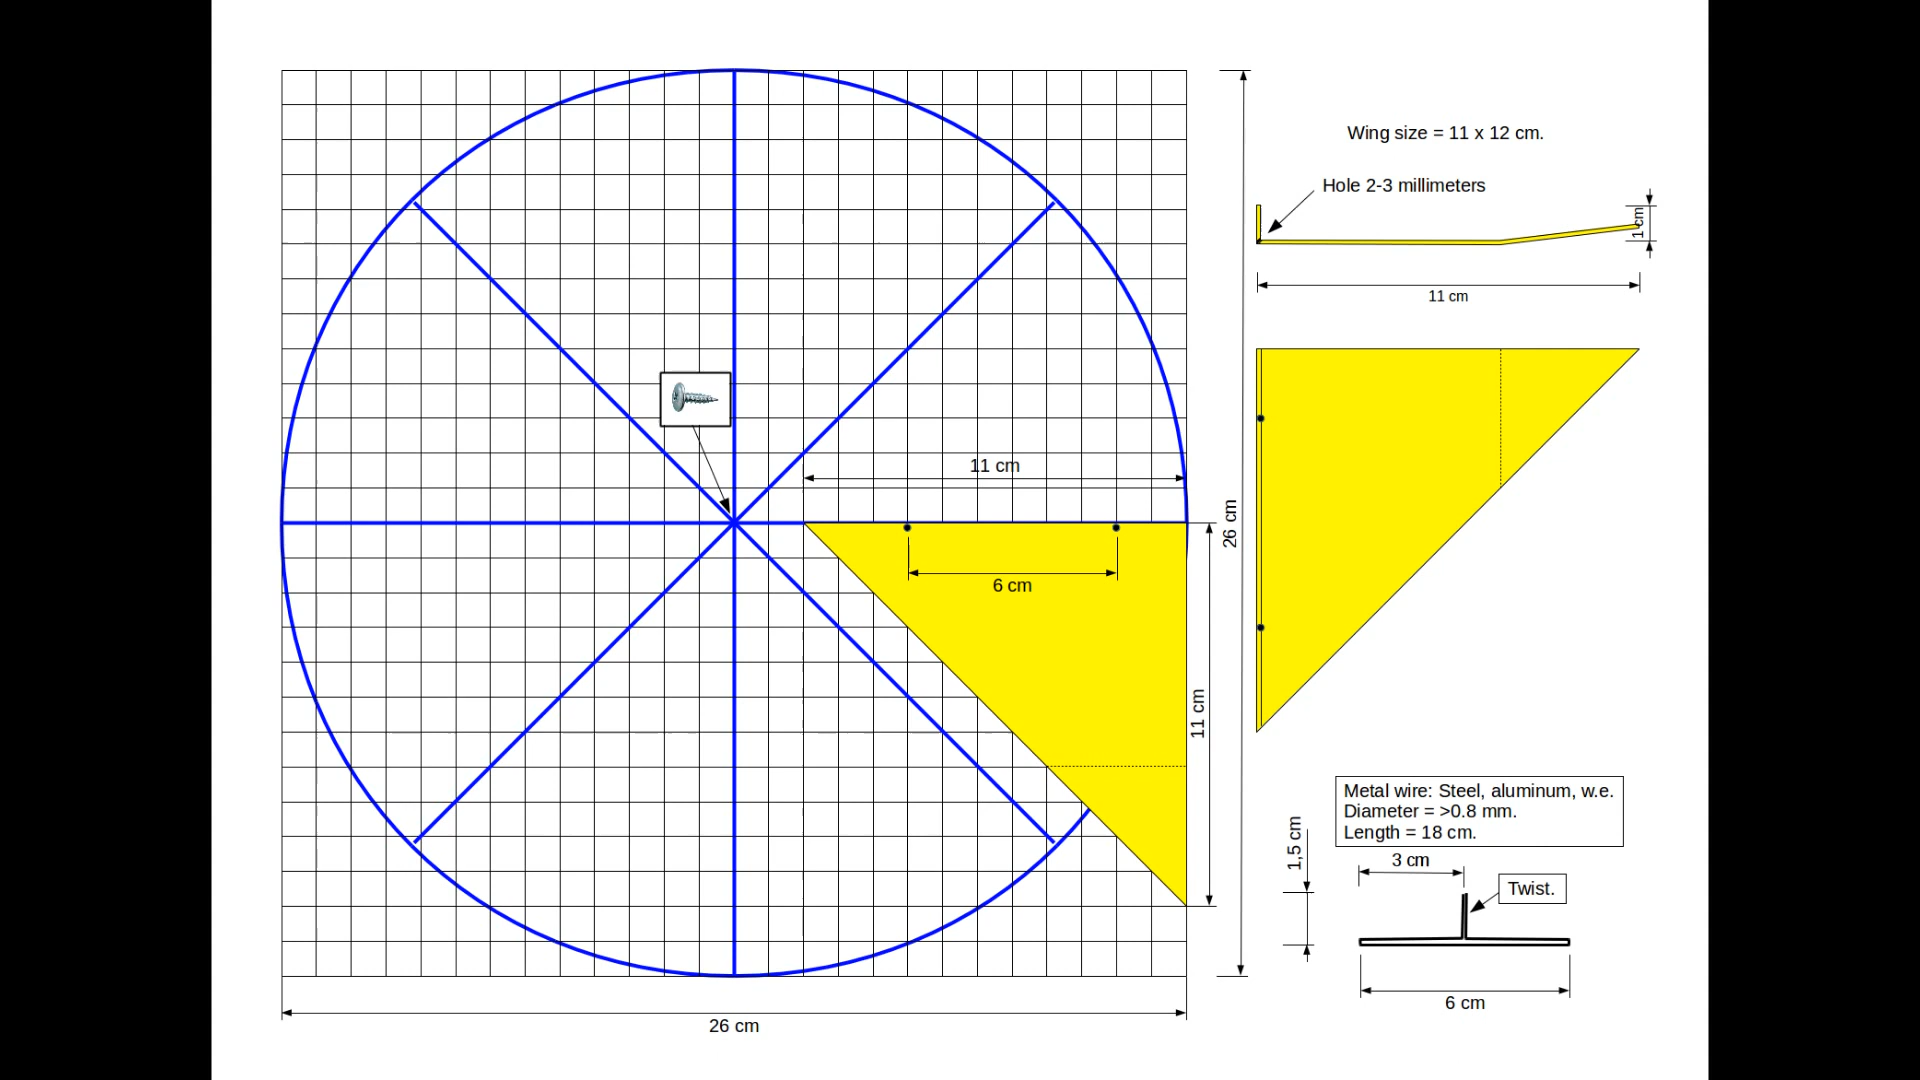 Wing size = 11 x 12 cm.
Hole 2-3 millimeters
1 cm
11 cm
11 cm
6 cm
26 cm
11 cm
Metal wire: Steel, aluminum, w.e.
Diameter = >0.8 mm.
Length = 18 cm.
1,5 cm
3 cm
Twist.
6 cm
26 cm